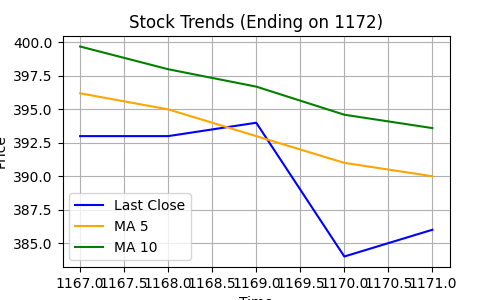 Stock Trends (Ending on 1172)
400.0
397.5
395.0
392.5
390.0
387.5
385.0
Price
Last Close
MA 5
MA 10
1167.0 1167.5 1168.0 1168.5 1169.0 1169.5 1170.0 1170.5 1171.0
Time